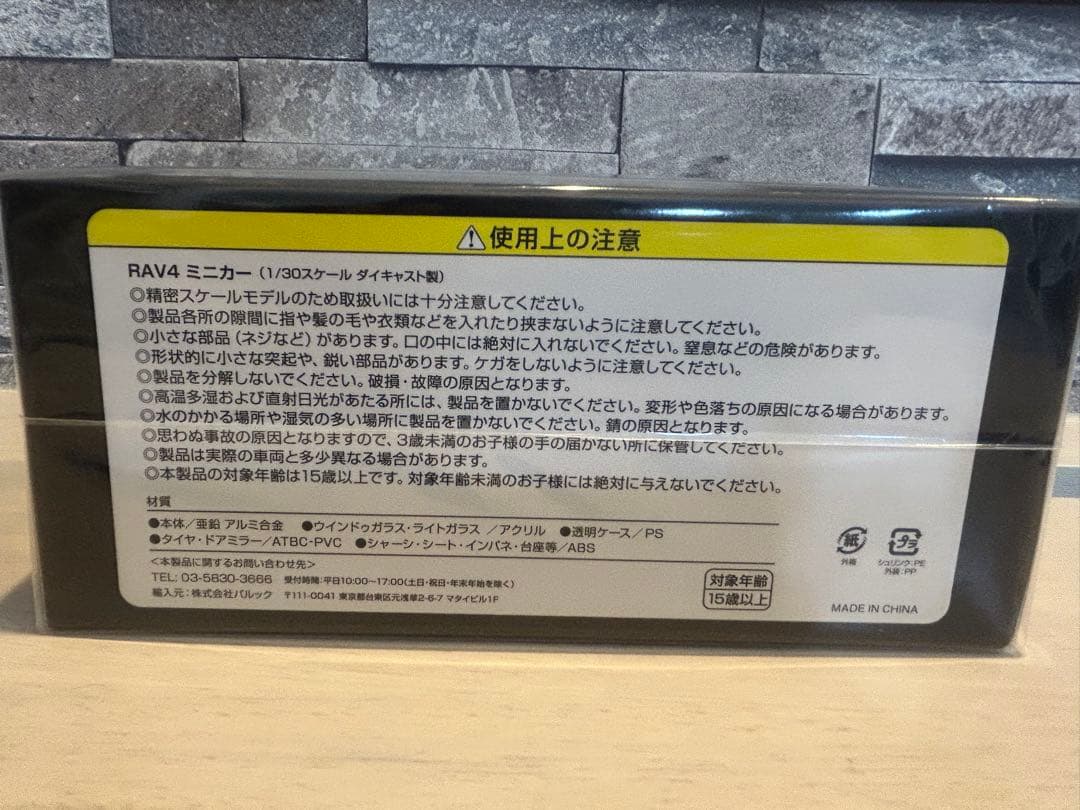 ⚠使用上の注意
RAV4 ミニカー（1/30スケール ダイキャスト製）
◎精密スケールモデルのため取扱いには十分注意してください。
◎製品各所の隙間に指や髪の毛や衣類などを入れたり挟まないように注意してください。
◎小さな部品（ネジなど）があります。口の中には絶対に入れないでください。窒息などの危険があります。
◎形状的に小さな突起や、鋭い部品があります。ケガをしないように注意してください。
◎製品を分解しないでください。破損・故障の原因となります。
◎高温多湿および直射日光があたる所には、製品を置かないでください。変形や色落ちの原因になる場合があります。
◎水のかかる場所や湿気の多い場所に製品を置かないでください。錆の原因となります。
◎思わぬ事故の原因となりますので、3歳未満のお子様の手の届かない所に保管してください。
◎製品は実際の車両と多少異なる場合があります。
◎本製品の対象年齢は15歳以上です。対象年齢未満のお子様には絶対に与えないでください。
材質
●本体／亜鉛 アルミ合金 ●ウインドゥガラス・ライトガラス ／アクリル ●透明ケース／PS
●タイヤ・ドアミラー／ATBC-PVC ●シャーシ・シート・インパネ・台座等／ABS
＜本製品に関するお問い合わせ先＞
TEL: 03-5830-3666 受付時間：平日10:00〜17:00（土日・祝日・年末年始を除く）
輸入元：株式会社バルック 〒111-0041 東京都台東区元浅草2-6-7 マタイビル1F
対象年齢
15歳以上
紙
外箱
プラ
シュリンク：PE
外装：PP
MADE IN CHINA